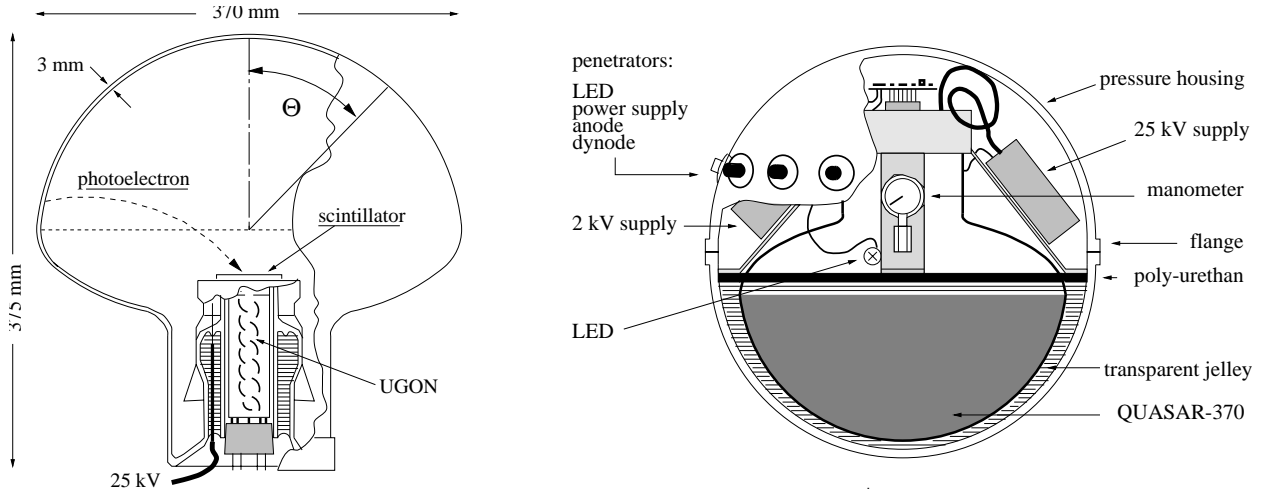 370 mm
3 mm
Θ
photoelectron
scintillator
375 mm
UGON
25 kV
penetrators:
LED
power supply
anode
dynode
2 kV supply
LED
pressure housing
25 kV supply
manometer
flange
poly-urethan
transparent jelley
QUASAR-370